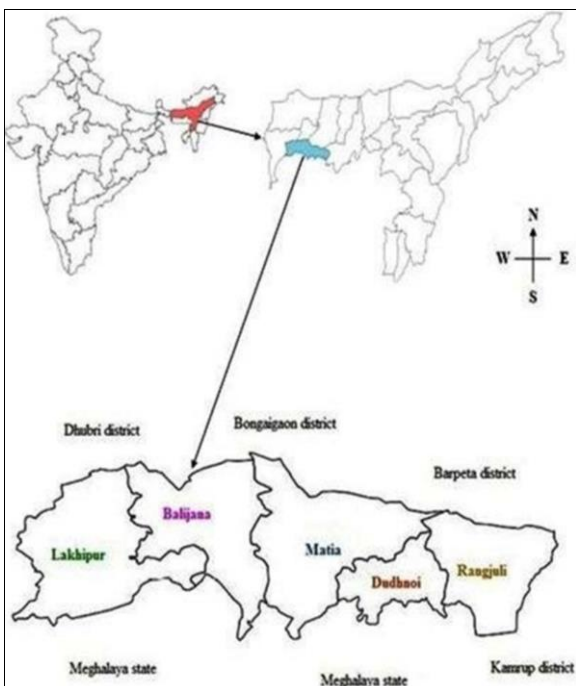 N
W E
S
Dhubri district
Bongaigaon district
Barpeta district
Balijana
Lakhipur
Matia
Dudhnoi
Rangjuli
Meghalaya state
Meghalaya state
Kamrup district